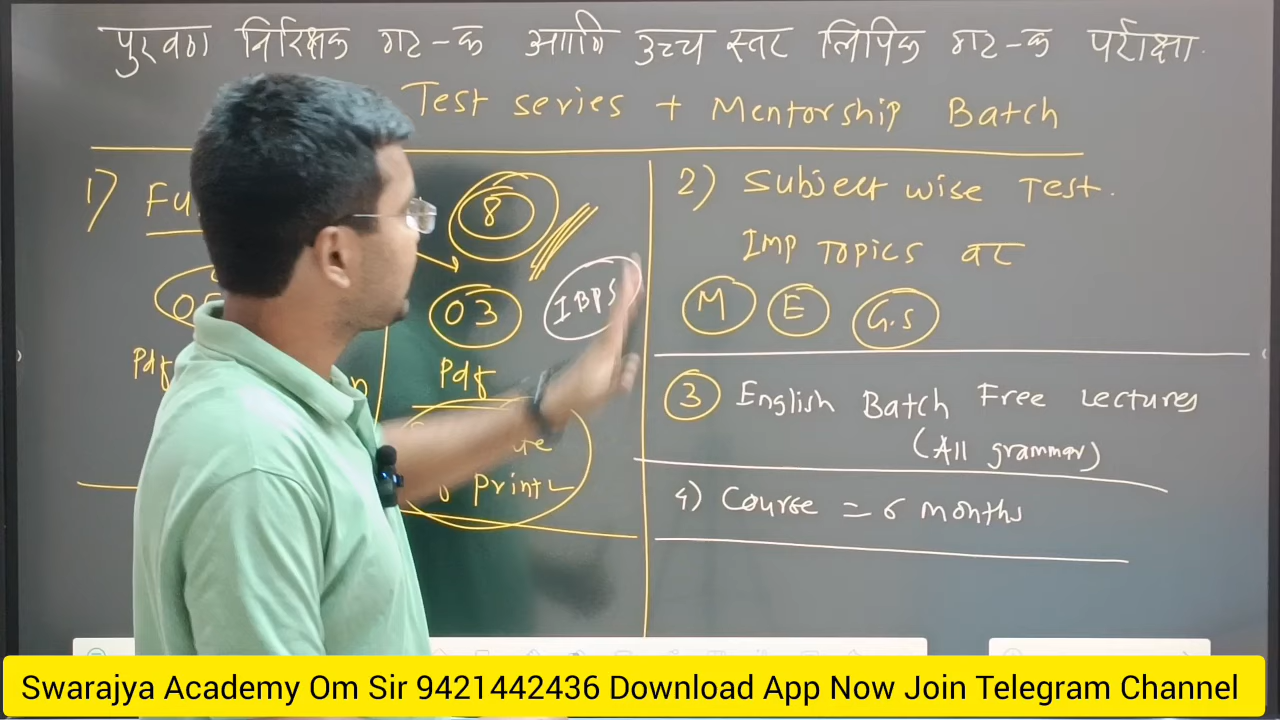 पुरवठा निरिक्षक गट-क आणि उच्च स्तर लिपिक गट-क परीक्षा
Test series + Mentorship Batch
1)
8
03
IBPS
Pdf
Pdf
Print
2) Subject wise Test.
IMP TOPICS वर
M E G.S
3 English Batch Free Lectures
(All grammar)
4) Course = 6 months
Swarajya Academy Om Sir 9421442436 Download App Now Join Telegram Channel